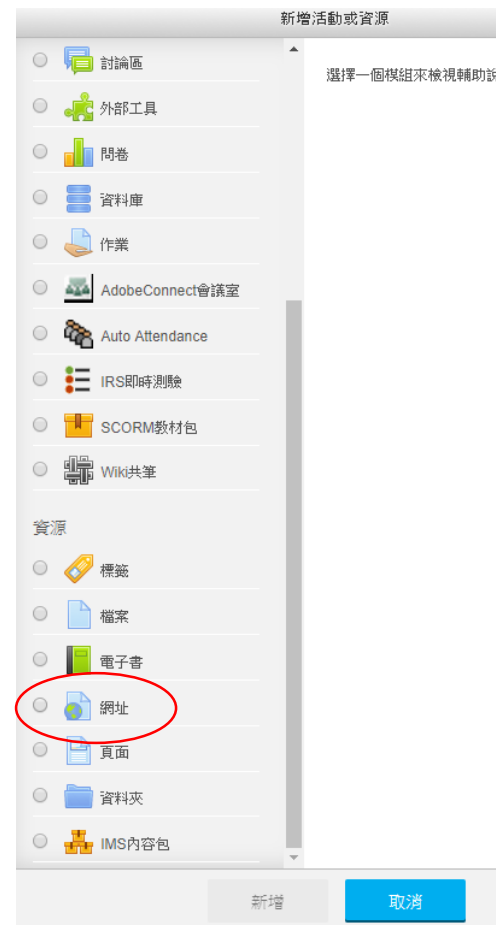 新增活動或資源
選擇一個模組來檢視輔助說
討論區
外部工具
問卷
資料庫
作業
AdobeConnect會議室
Auto Attendance
IRS即時測驗
SCORM教材包
Wiki共筆
資源
標籤
檔案
電子書
網址
頁面
資料夾
IMS內容包
新增
取消